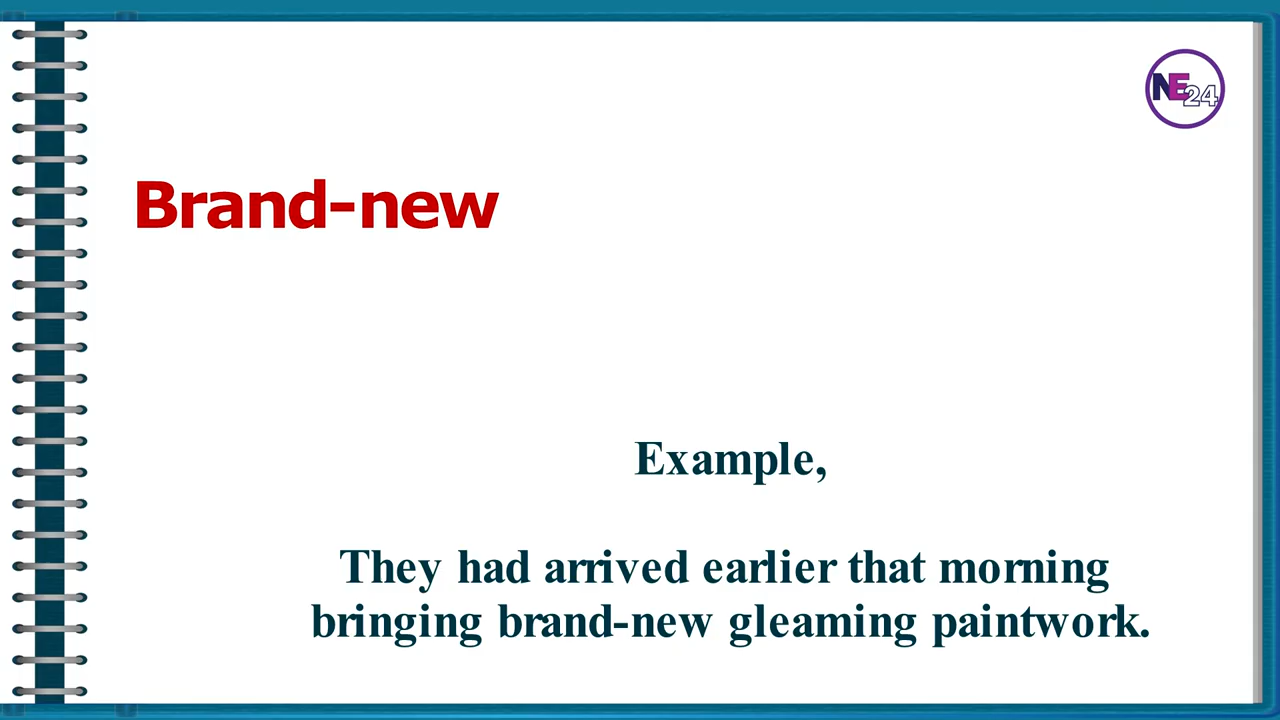 NE24
Brand-new
Example,
They had arrived earlier that morning
bringing brand-new gleaming paintwork.